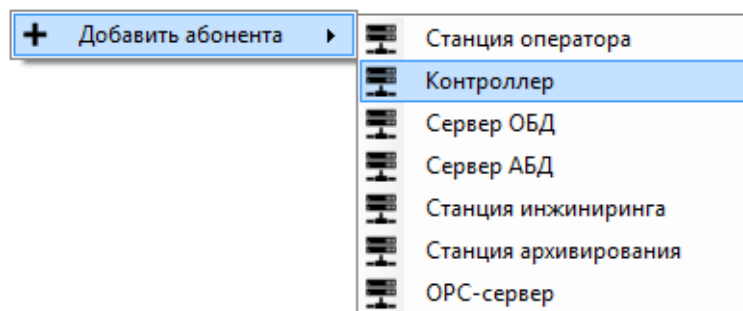 Добавить абонента
Станция оператора
Контроллер
Сервер ОБД
Сервер АБД
Станция инжиниринга
Станция архивирования
OPC-сервер